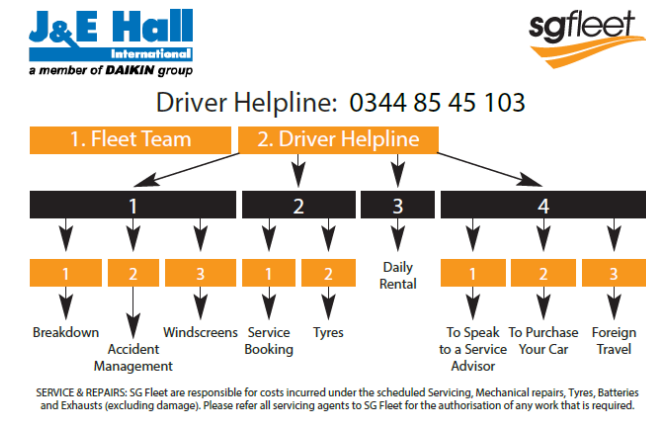 J&E Hall
International
a member of DAIKIN group
sgfleet
Driver Helpline: 0344 85 45 103
1. Fleet Team
2. Driver Helpline
1 2 3 4
1 2 3 1 2 Daily Rental 1 2 3
Breakdown
Accident
Management
Windscreens
Service
Booking
Tyres
To Speak
to a Service
Advisor
To Purchase
Your Car
Foreign
Travel
SERVICE & REPAIRS: SG Fleet are responsible for costs incurred under the scheduled Servicing, Mechanical repairs, Tyres, Batteries
and Exhausts (excluding damage). Please refer all servicing agents to SG Fleet for the authorisation of any work that is required.